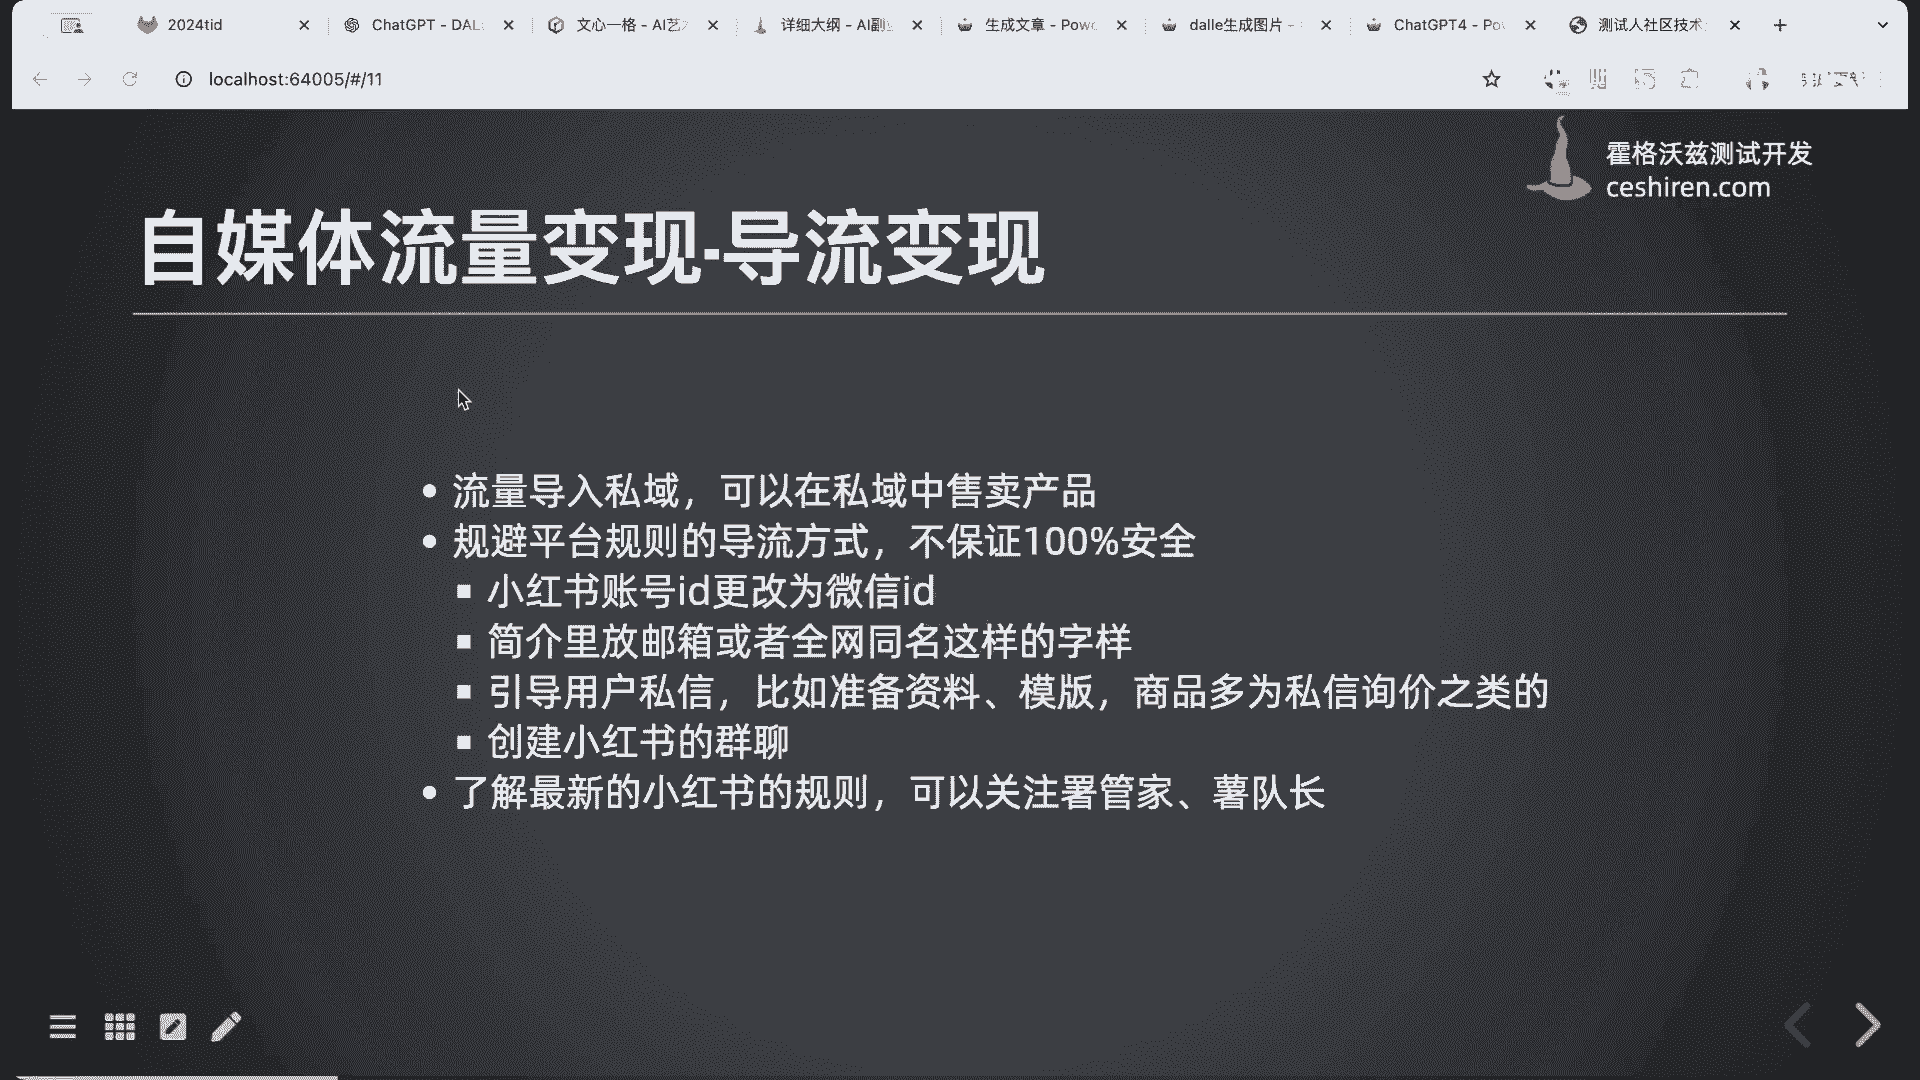 2024tid
ChatGPT - DAL
文心一格 - AI艺
详细大纲 - AI副
生成文章 - Pow
dalle生成图片 -
ChatGPT4 - Po
测试人社区技术
localhost:64005/#/11
霍格沃兹测试开发
ceshiren.com
自媒体流量变现·导流变现
流量导入私域，可以在私域中售卖产品
规避平台规则的导流方式，不保证100%安全
小红书账号id更改为微信id
简介里放邮箱或者全网同名这样的字样
引导用户私信，比如准备资料、模版，商品多为私信询价之类的
创建小红书的群聊
了解最新的小红书的规则，可以关注署管家、薯队长